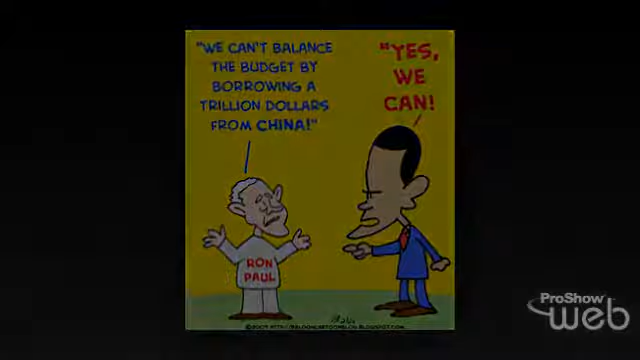 "WE CAN'T BALANCE
THE BUDGET BY
BORROWING A
TRILLION DOLLARS
FROM CHINA!"
"YES,
WE
CAN!
RON
PAUL
ProShow
web